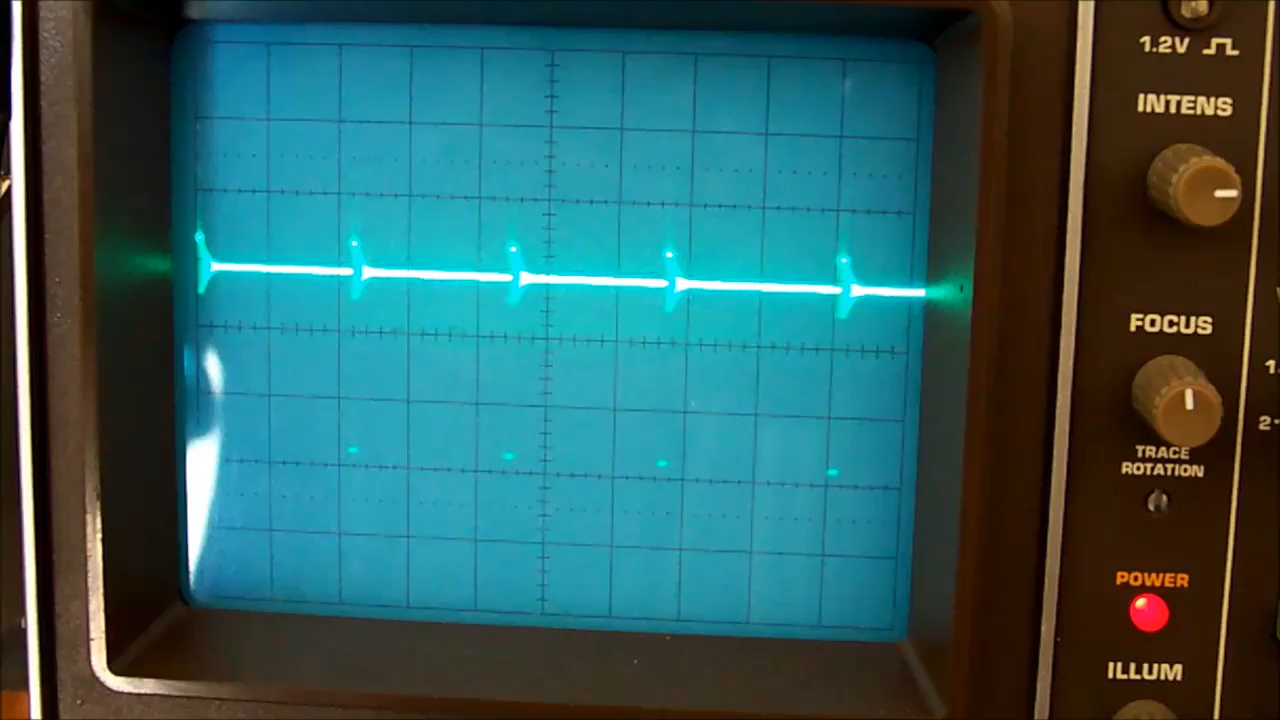 1.2V
INTENS
FOCUS
TRACE
ROTATION
POWER
ILLUM